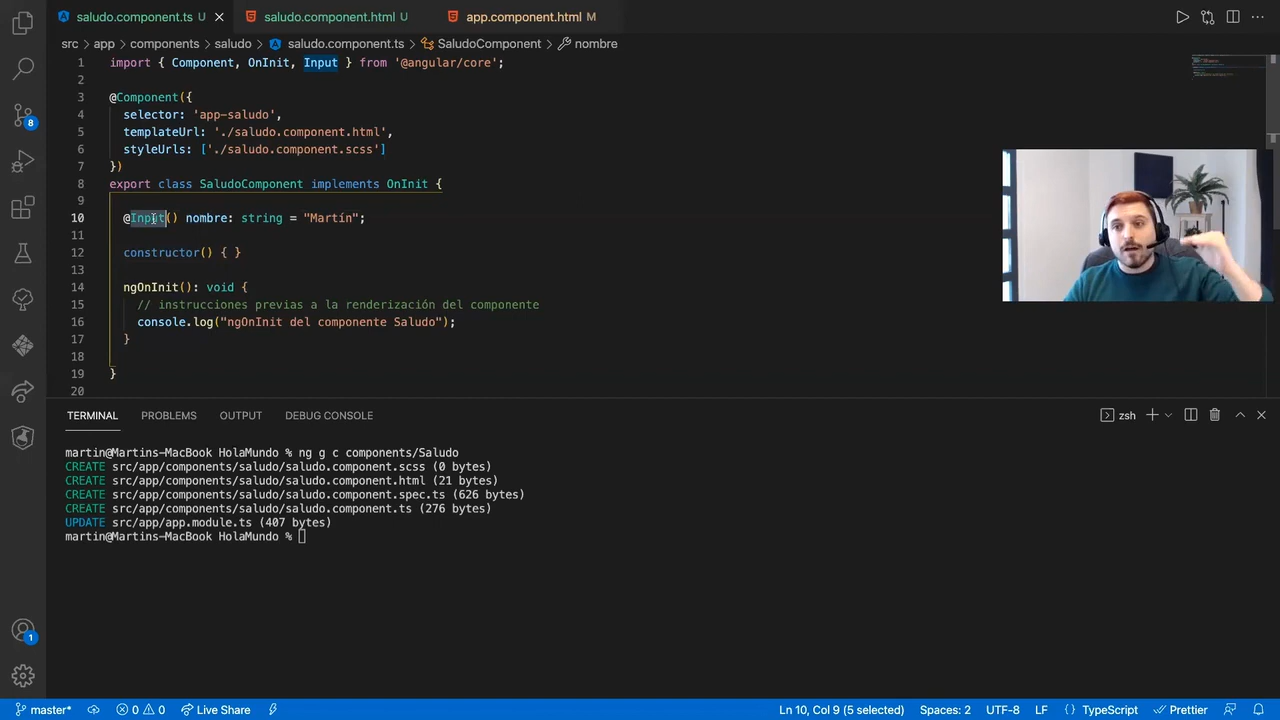 saludo.component.ts U
saludo.component.html U
app.component.html M
src > app > components > saludo > saludo.component.ts > SaludoComponent > nombre
1 import { Component, OnInit, Input } from '@angular/core';
2
3 @Component({
4 selector: 'app-saludo',
5 templateUrl: './saludo.component.html',
6 styleUrls: ['./saludo.component.scss']
7 })
8 export class SaludoComponent implements OnInit {
9
10 @Input() nombre: string = "Martín";
11
12 constructor() { }
13
14 ngOnInit(): void {
15 // instrucciones previas a la renderización del componente
16 console.log("ngOnInit del componente Saludo");
17 }
18
19 }
20
8
TERMINAL PROBLEMS OUTPUT DEBUG CONSOLE
zsh
martin@Martins-MacBook HolaMundo % ng g c components/Saludo
CREATE src/app/components/saludo/saludo.component.scss (0 bytes)
CREATE src/app/components/saludo/saludo.component.html (21 bytes)
CREATE src/app/components/saludo/saludo.component.spec.ts (626 bytes)
CREATE src/app/components/saludo/saludo.component.ts (276 bytes)
UPDATE src/app/app.module.ts (407 bytes)
martin@Martins-MacBook HolaMundo %
1
master* 0 0 Live Share Ln 10, Col 9 (5 selected) Spaces: 2 UTF-8 LF { } TypeScript Prettier